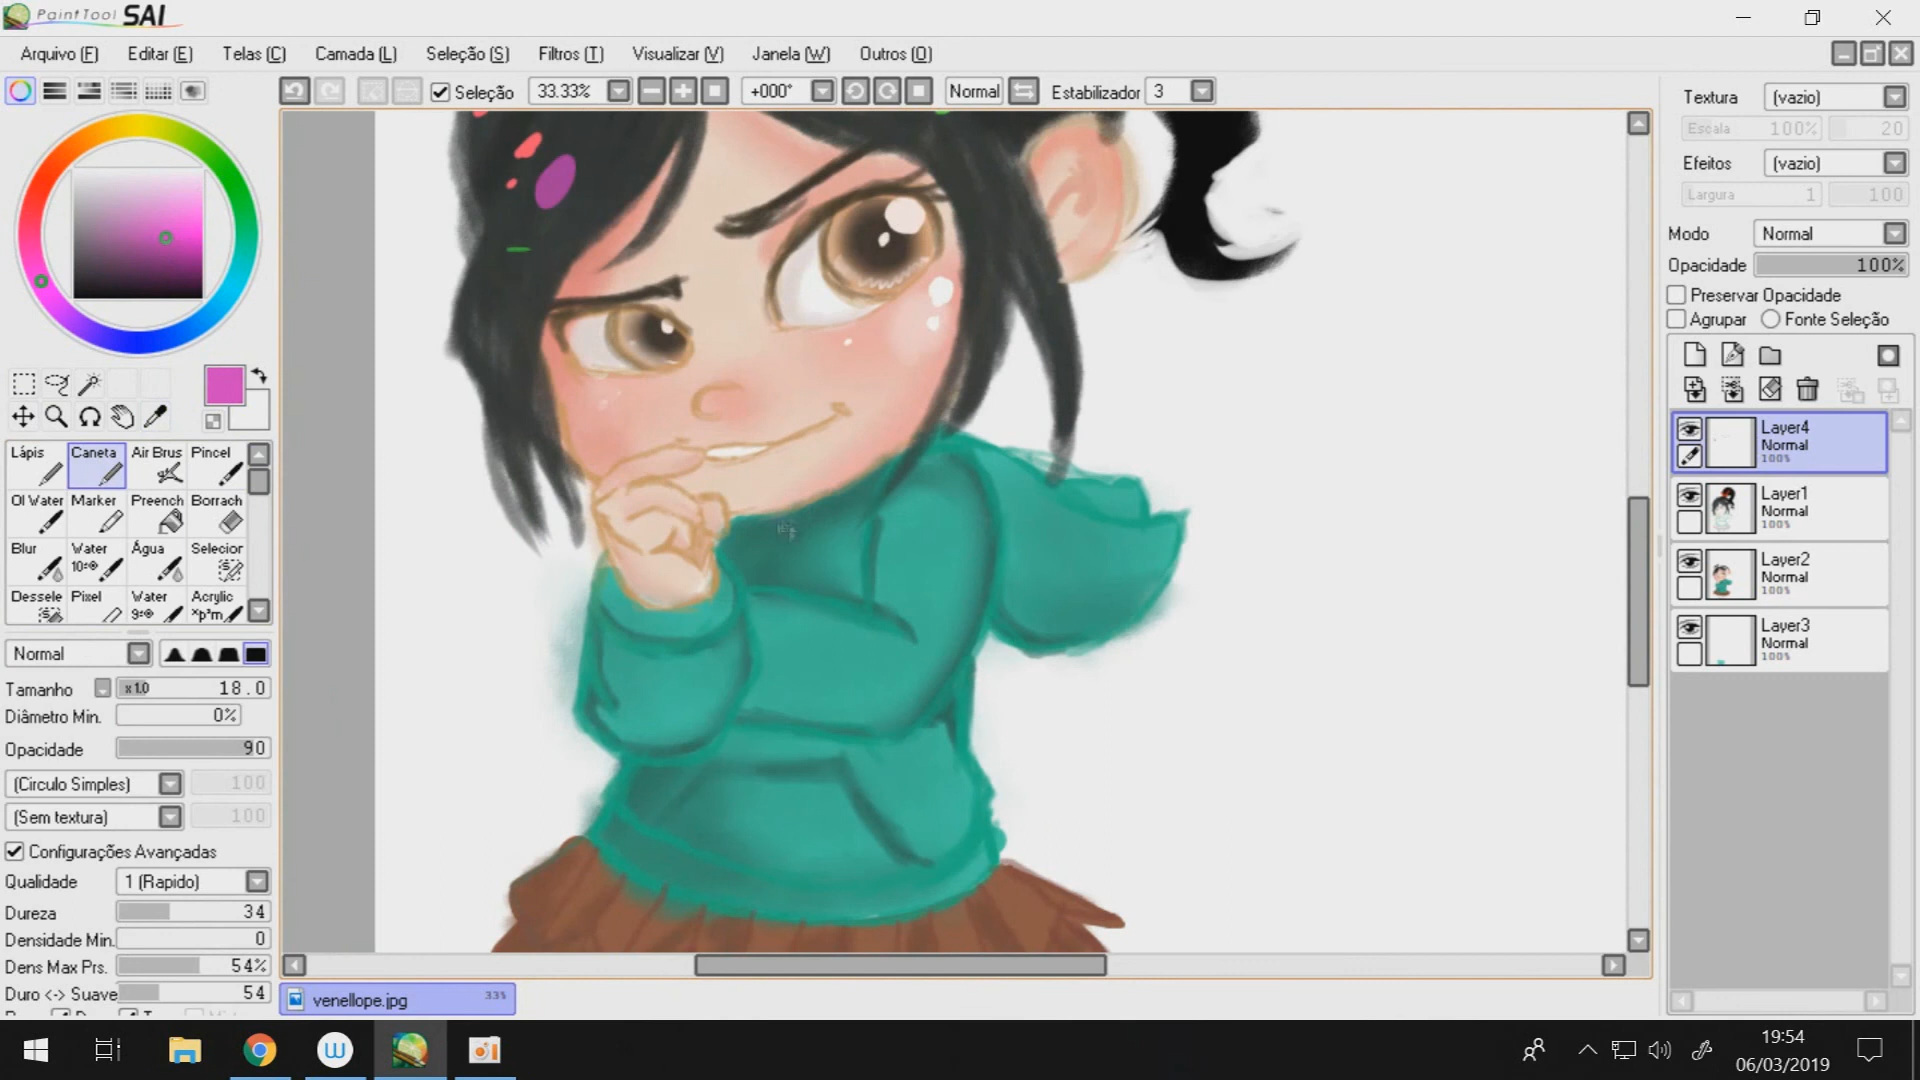 PaintTool SAI
Arquivo (F) Editar (E) Telas (C) Camada (L) Seleção (S) Filtros (T) Visualizar (V) Janela (W) Outros (O)
Seleção 33.33% +000° Normal Estabilizador 3
Textura (vazio)
Escala 100% 20
Efeitos (vazio)
Largura 1 100
Modo Normal
Opacidade 100%
Preservar Opacidade
Agrupar Fonte Seleção
Layer4
Normal
100%
Layer1
Normal
100%
Layer2
Normal
100%
Layer3
Normal
100%
Lápis Caneta Air Brus Pincel
Ol Water Marker Preench Borrach
Blur Water Água Selecior
10:
Dessele Pixel Water Acrylic
9:
Normal
Tamanho x1.0 18.0
Diâmetro Min. 0%
Opacidade 90
(Circulo Simples) 100
(Sem textura) 100
Configurações Avançadas
Qualidade 1 (Rapido)
Dureza 34
Densidade Min. 0
Dens Max Prs. 54%
Duro <-> Suave 54
venellope.jpg 33%
19:54
06/03/2019